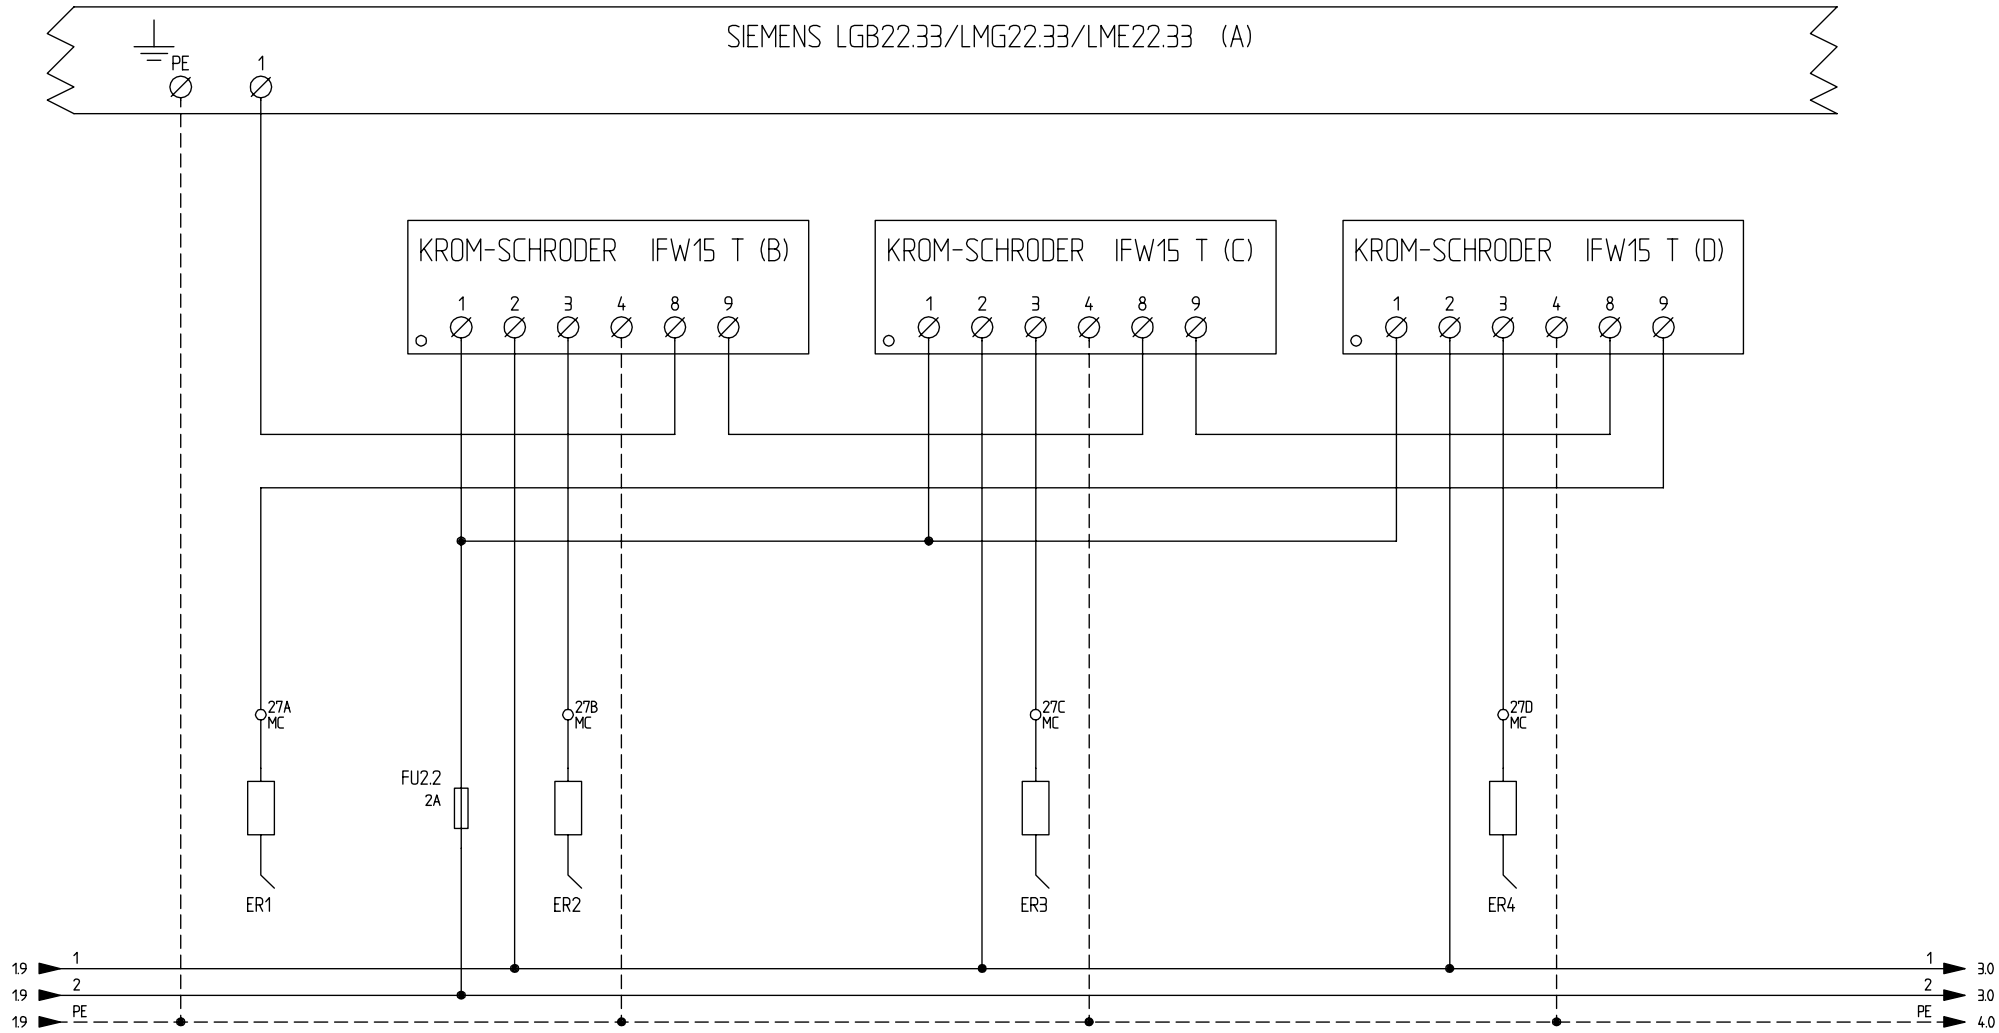 SIEMENS LGB22.33/LMG22.33/LME22.33 (A)
PE 1
KROM-SCHRODER IFW15 T (B)
1 2 3 4 8 9
KROM-SCHRODER IFW15 T (C)
1 2 3 4 8 9
KROM-SCHRODER IFW15 T (D)
1 2 3 4 8 9
27A
MC
27B
MC
27C
MC
27D
MC
FU2.2
2A
ER1
ER2
ER3
ER4
1.9 1 1 3.0
1.9 2 2 3.0
1.9 PE PE 4.0